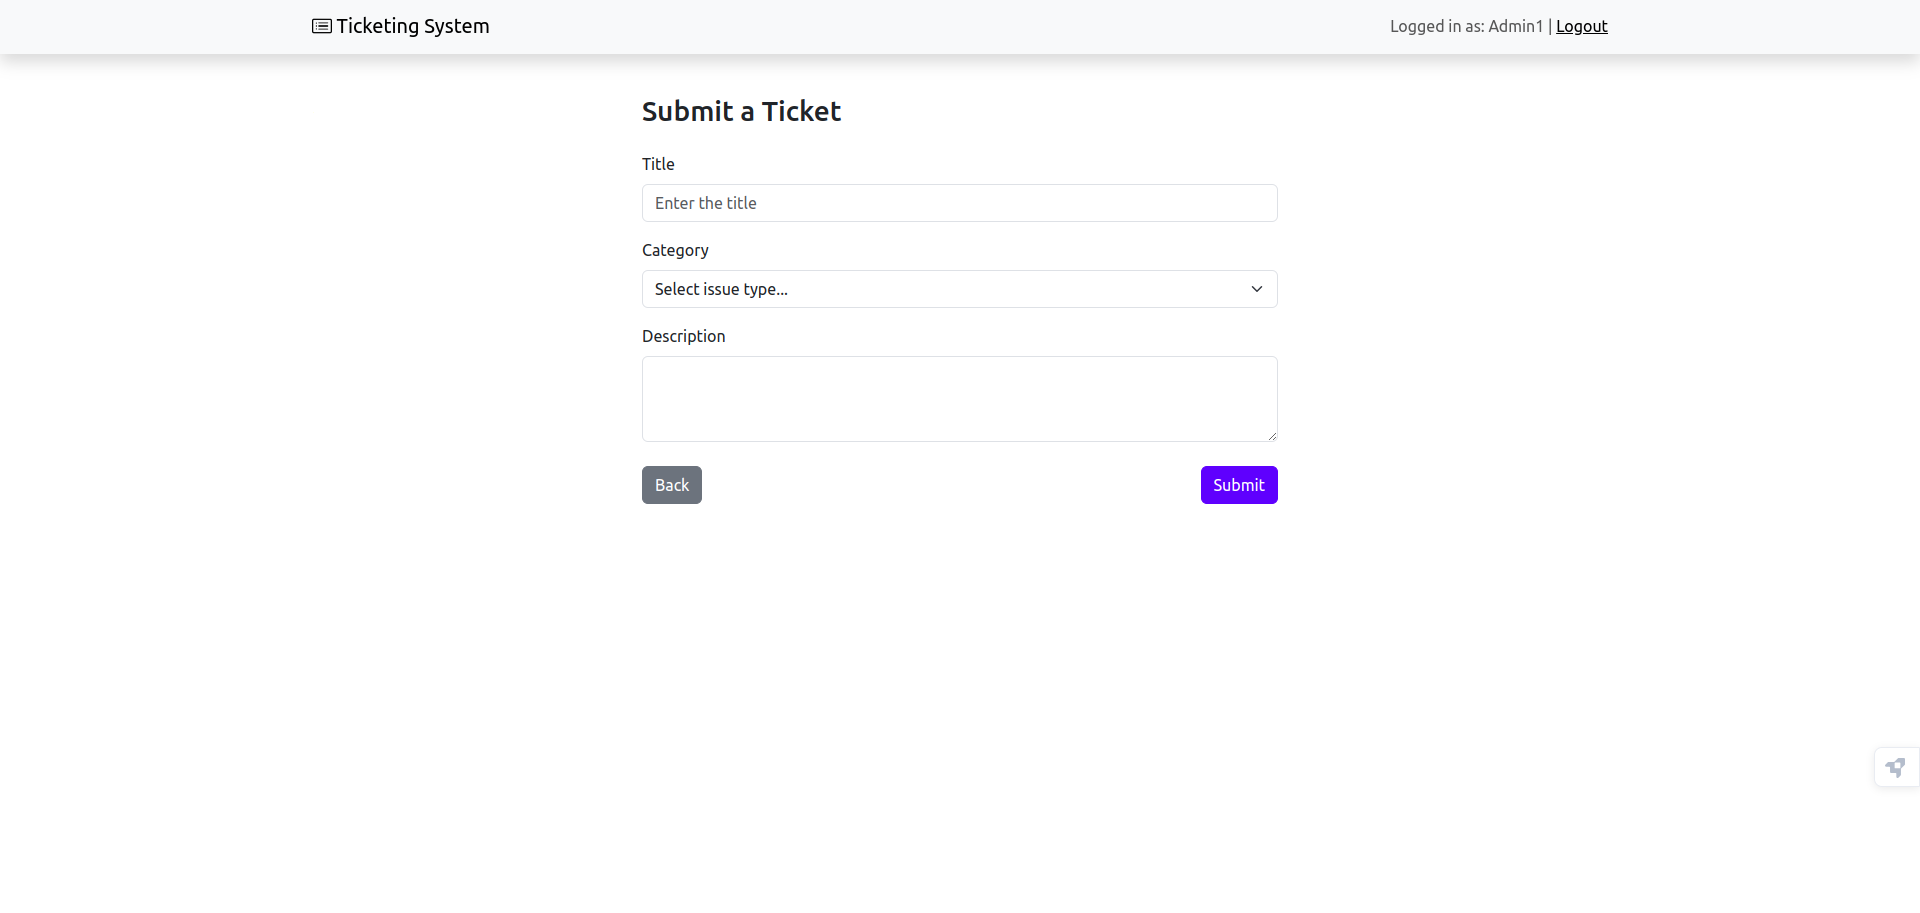 Ticketing System
Logged in as: Admin1 | Logout
Submit a Ticket
Title
Enter the title
Category
Select issue type...
Description
Back
Submit